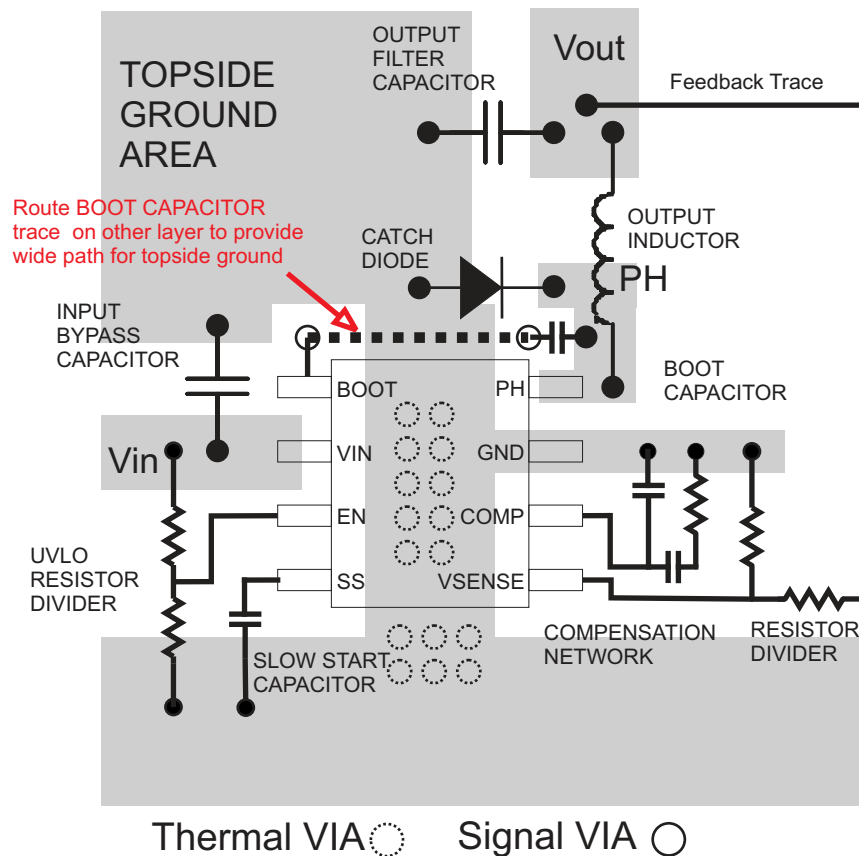 TOPSIDE
GROUND
AREA
OUTPUT
FILTER
CAPACITOR
Vout
Feedback Trace
Route BOOT CAPACITOR
trace on other layer to provide
wide path for topside ground
CATCH
DIODE
OUTPUT
INDUCTOR
PH
INPUT
BYPASS
CAPACITOR
BOOT
CAPACITOR
BOOT
PH
Vin
VIN
GND
EN
COMP
SS
VSENSE
UVLO
RESISTOR
DIVIDER
SLOW START
CAPACITOR
COMPENSATION
NETWORK
RESISTOR
DIVIDER
Thermal VIA
Signal VIA